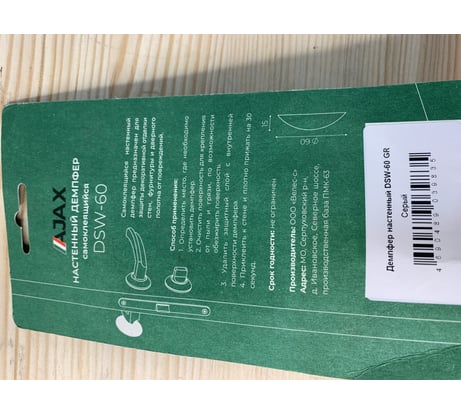 AJAX
НАСТЕННЫЙ ДЕМПФЕР
самоклеящийся
DSW-60
Самоклеящийся настенный
демпфер предназначен для
защиты декоративной отделки
стен, фурнитуры и дверного
полотна от повреждений.
Способ применения:
1. Определить место, где необходимо
установить демпфер.
2. Очистить поверхность для крепления
от пыли и грязи, по возможности
обезжирить поверхность.
3. Удалить защитный слой с внутренней
поверхности демпфера.
4. Приклеить к стене и плотно прижать на 30
секунд.
Срок годности: не ограничен
Производитель: ООО «Велес-с»
Адрес: МО, Серпуховский р-н,
д. Ивановское, Северное шоссе,
производственная база ПМК-63
15
60
Демпфер настенный DSW-60 GR
Серый
4690489039835